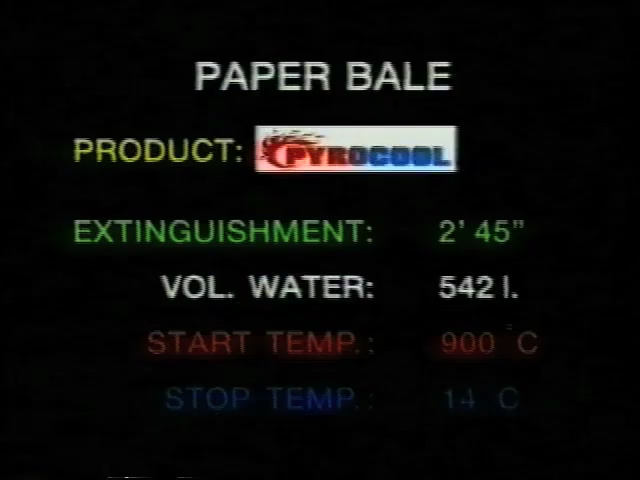 PAPER BALE
PRODUCT: PYROCOOL
EXTINGUISHMENT: 2' 45"
VOL. WATER: 542 l.
START TEMP.: 900 °C
STOP TEMP.: 14 C